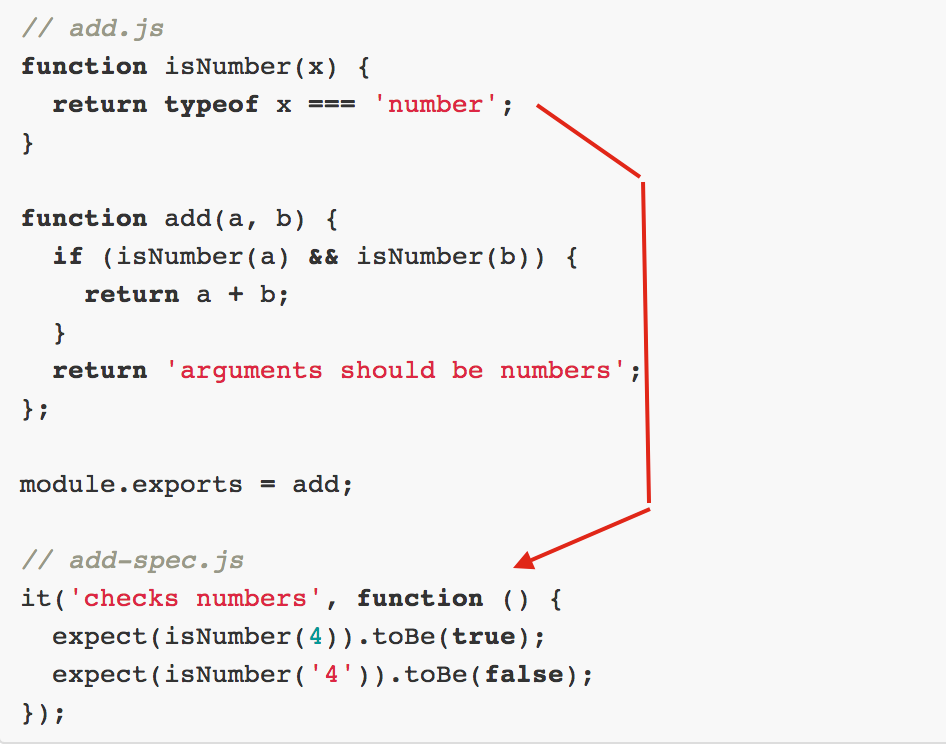 // add.js
function isNumber(x) {
  return typeof x === 'number';
}

function add(a, b) {
  if (isNumber(a) && isNumber(b)) {
    return a + b;
  }
  return 'arguments should be numbers';
};

module.exports = add;

// add-spec.js
it('checks numbers', function () {
  expect(isNumber(4)).toBe(true);
  expect(isNumber('4')).toBe(false);
});